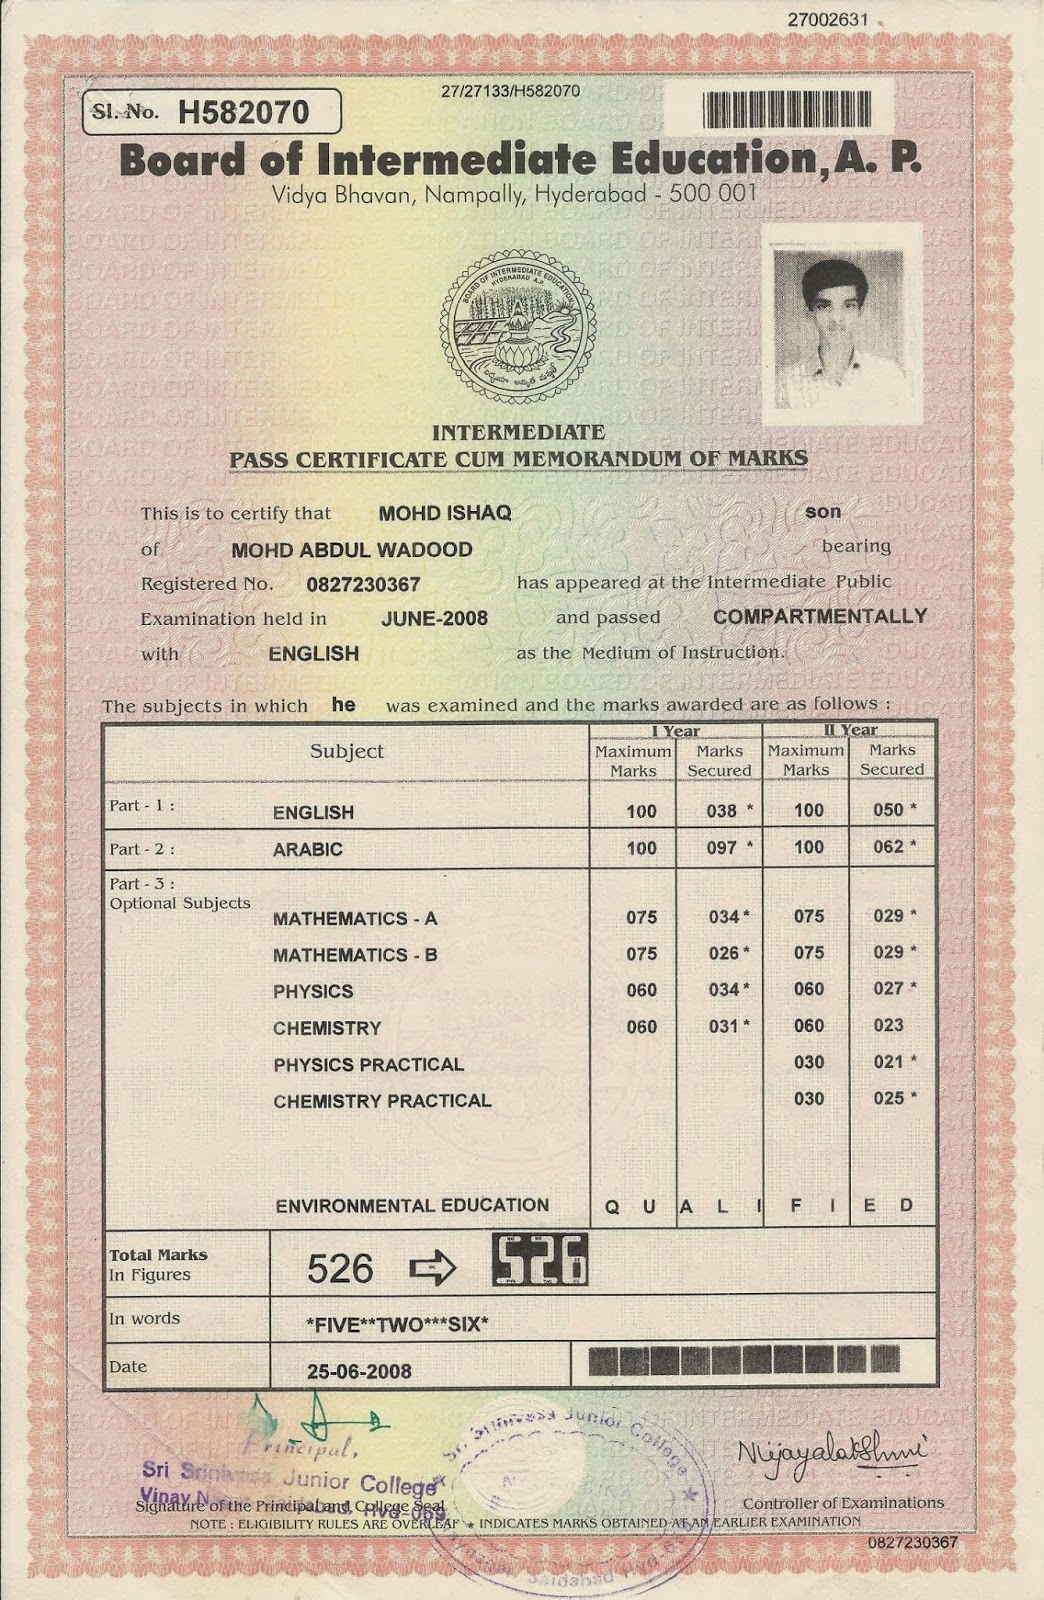 27002631
27/27133/H582070
Sl. No. H582070
Board of Intermediate Education, A. P.
Vidya Bhavan, Nampally, Hyderabad - 500 001
BOARD OF INTERMEDIATE EDUCATION
HYDERABAD A.P.
INTERMEDIATE
PASS CERTIFICATE CUM MEMORANDUM OF MARKS
This is to certify that MOHD ISHAQ son
of MOHD ABDUL WADOOD bearing
Registered No. 0827230367 has appeared at the Intermediate Public
Examination held in JUNE-2008 and passed COMPARTMENTALLY
with ENGLISH as the Medium of Instruction.
The subjects in which he was examined and the marks awarded are as follows :
Subject I Year II Year
Maximum Marks Marks Secured Maximum Marks Marks Secured
Part - 1 : ENGLISH 100 038 * 100 050 *
Part - 2 : ARABIC 100 097 * 100 062 *
Part - 3 :
Optional Subjects
MATHEMATICS - A 075 034 * 075 029 *
MATHEMATICS - B 075 026 * 075 029 *
PHYSICS 060 034 * 060 027 *
CHEMISTRY 060 031 * 060 023
PHYSICS PRACTICAL 030 021 *
CHEMISTRY PRACTICAL 030 025 *
ENVIRONMENTAL EDUCATION Q U A L I F I E D
Total Marks
In Figures 526 526
In words *FIVE**TWO***SIX*
Date 25-06-2008
Principal,
Sri Srinivasa Junior College
Sri Srinivasa Junior College
Saidabad
Signature of the Principal and College Seal
Controller of Examinations
NOTE : ELIGIBILITY RULES ARE OVERLEAF * INDICATES MARKS OBTAINED AT AN EARLIER EXAMINATION
0827230367